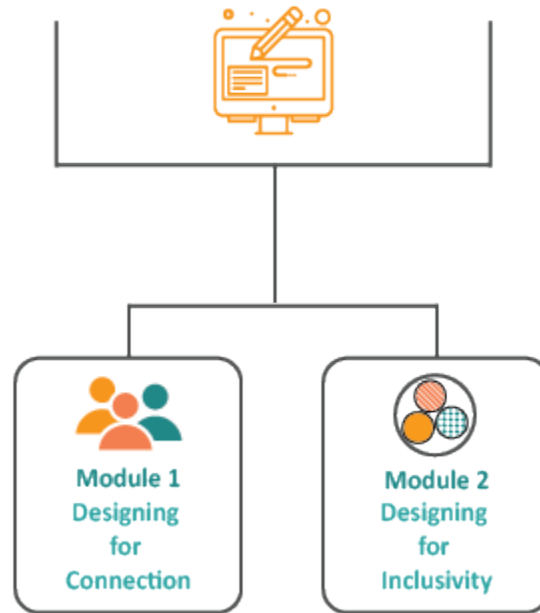 Module 1
Designing
for
Connection
Module 2
Designing
for
Inclusivity